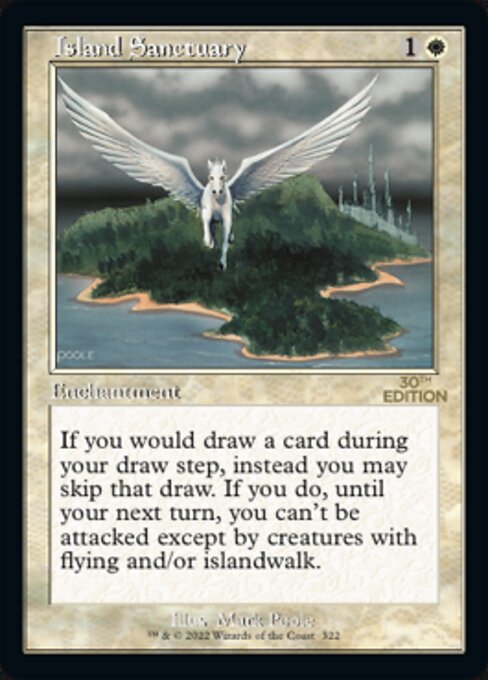 Island Sanctuary 1
POOLE
Enchantment
30TH
EDITION
If you would draw a card during
your draw step, instead you may
skip that draw. If you do, until
your next turn, you can't be
attacked except by creatures with
flying and/or islandwalk.
Illus. Mark Poole
™ & © 2022 Wizards of the Coast 322